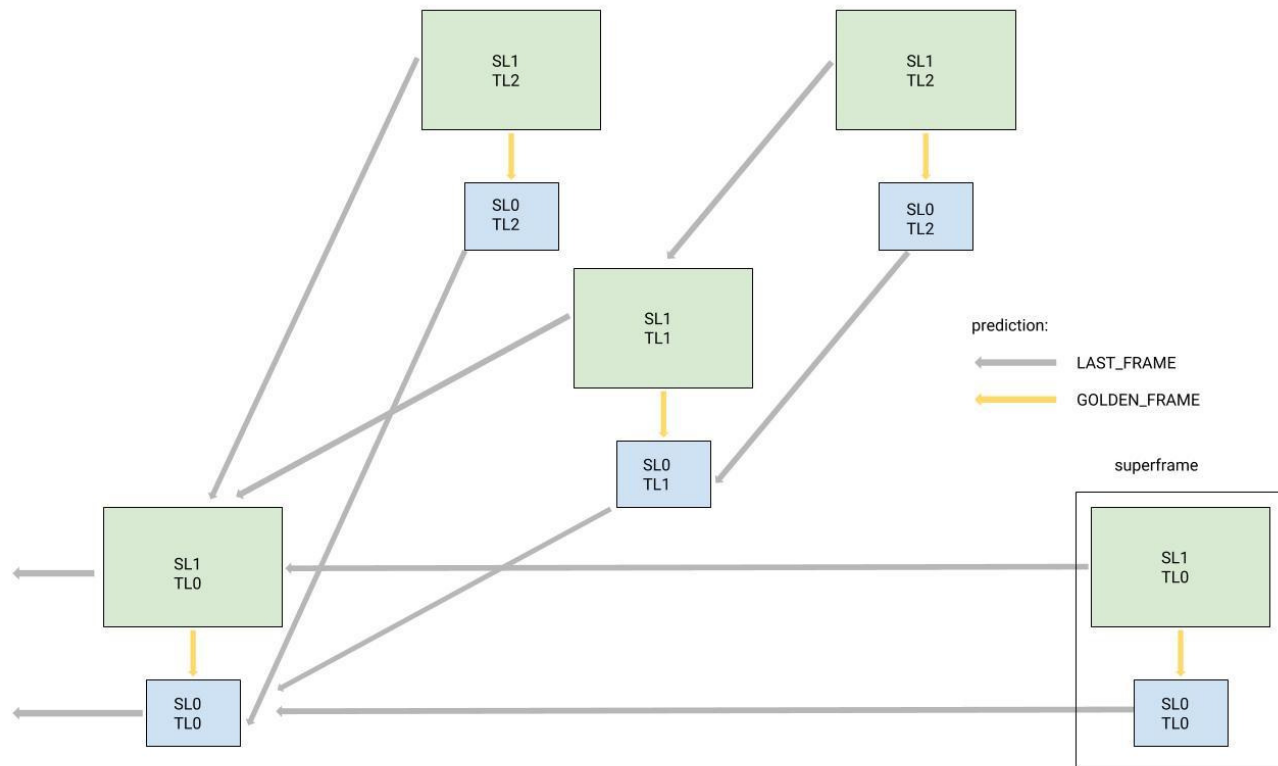 SL1
TL2
SL1
TL2
SL0
TL2
SL0
TL2
SL1
TL1
prediction:
LAST_FRAME
GOLDEN_FRAME
SL0
TL1
superframe
SL1
TL0
SL1
TL0
SL0
TL0
SL0
TL0